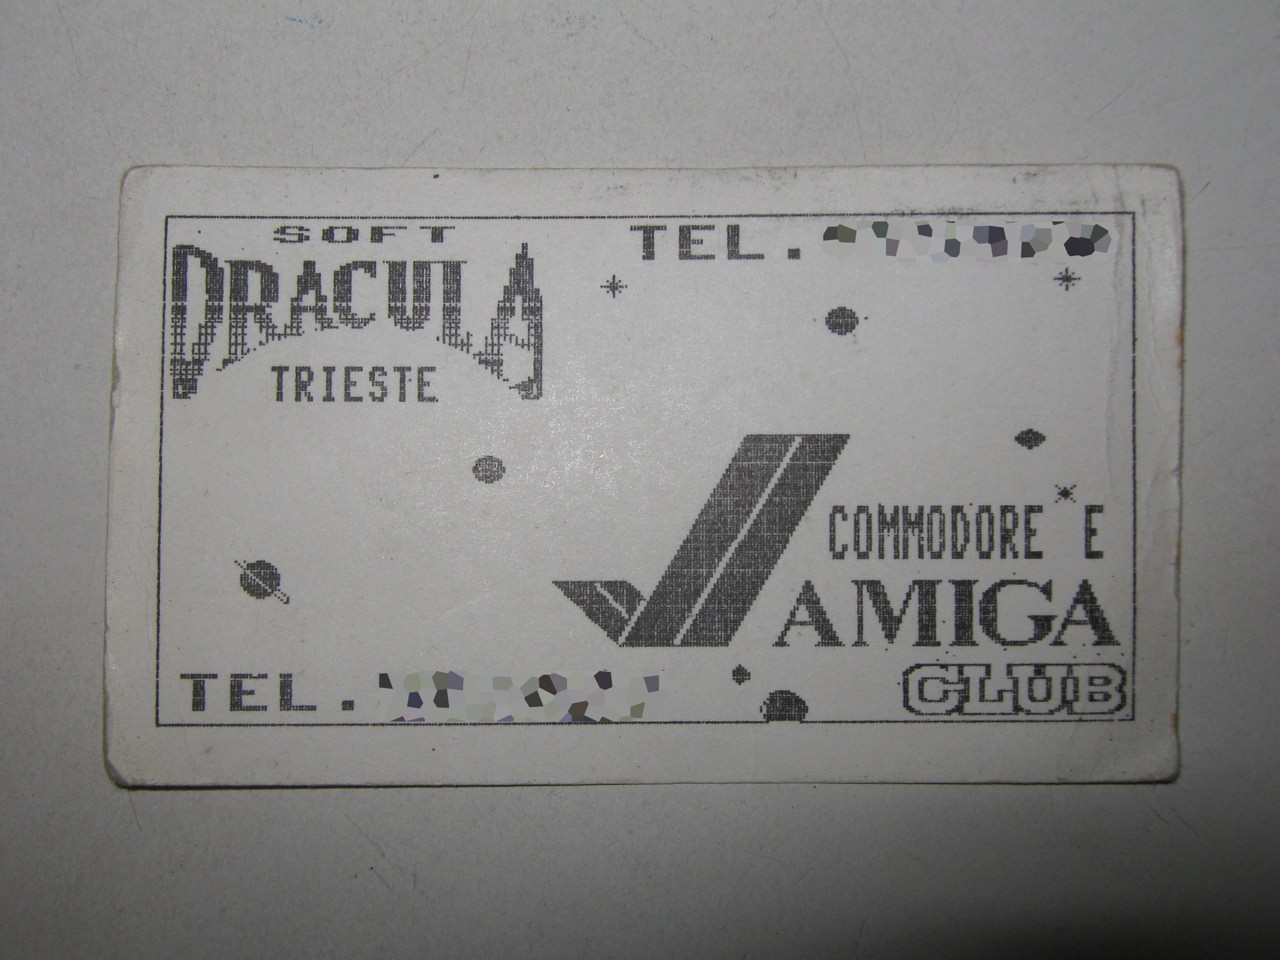 SOFT
DRACULA
TRIESTE
TEL.
COMMODORE E
AMIGA
CLUB
TEL.